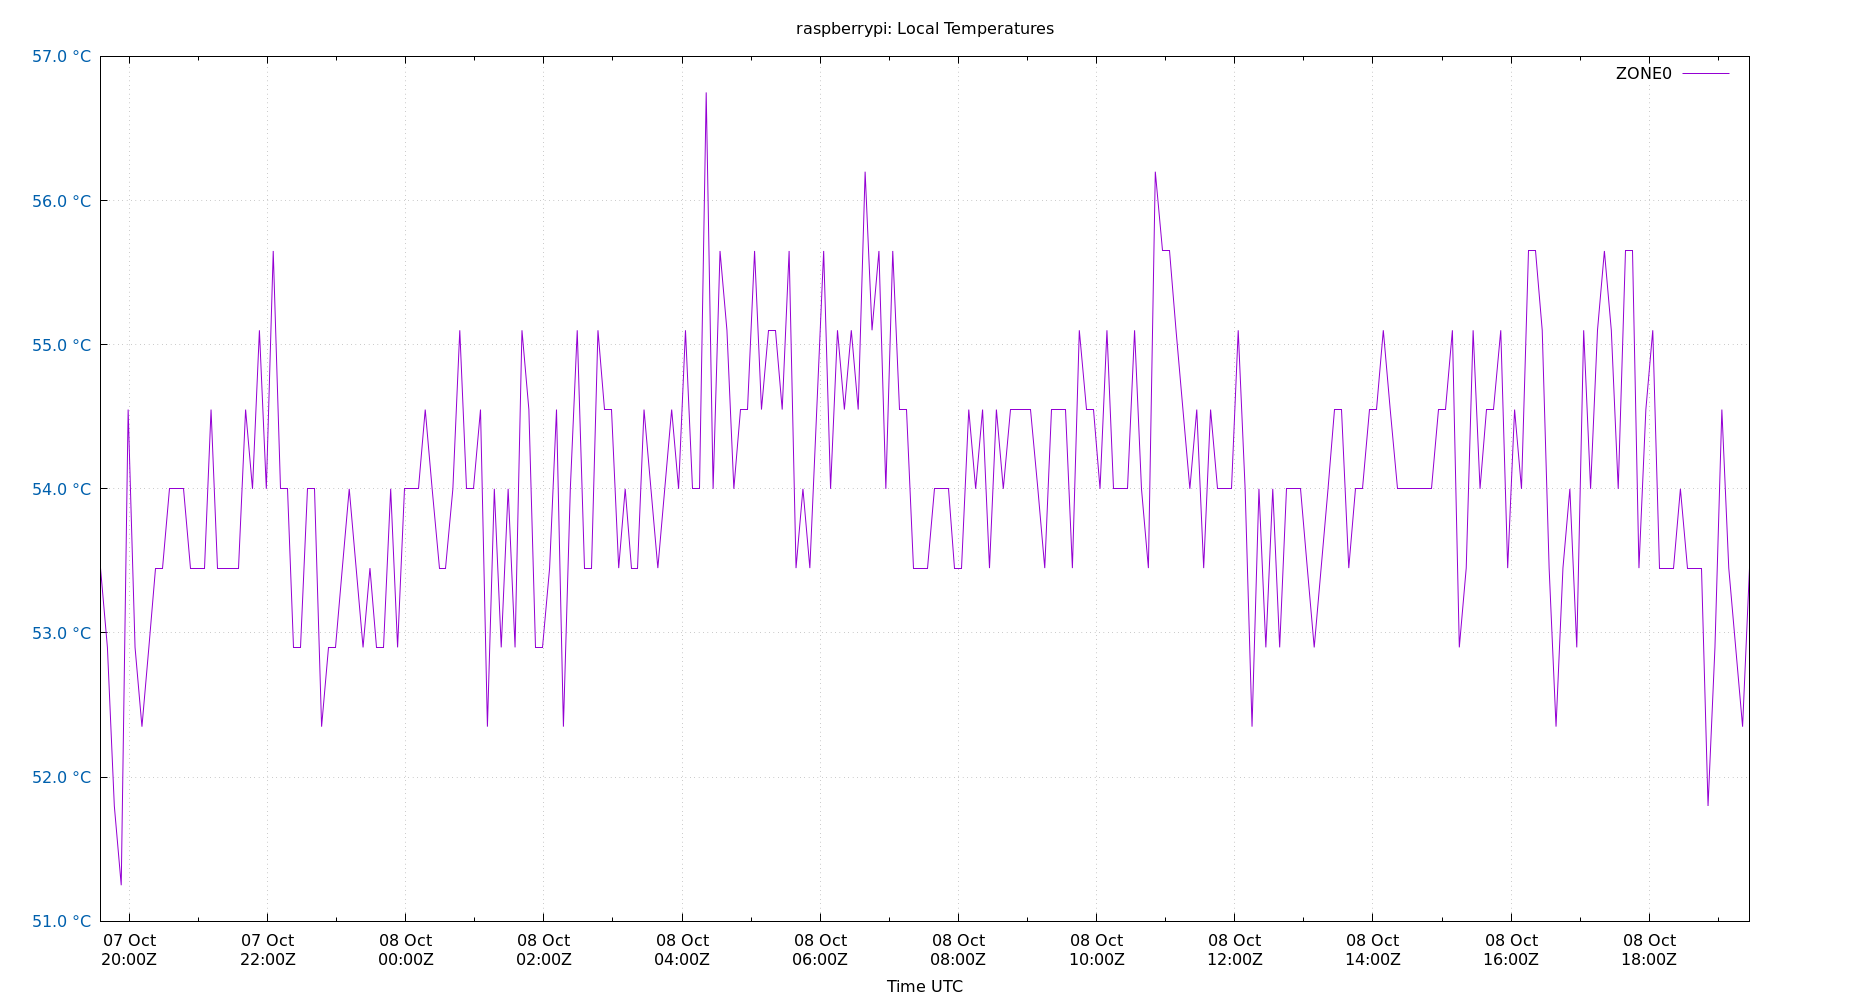 raspberrypi: Local Temperatures
57.0 °C
ZONE0
56.0 °C
55.0 °C
54.0 °C
53.0 °C
52.0 °C
51.0 °C
07 Oct 07 Oct 08 Oct 08 Oct 08 Oct 08 Oct 08 Oct 08 Oct 08 Oct 08 Oct 08 Oct 08 Oct
20:00Z 22:00Z 00:00Z 02:00Z 04:00Z 06:00Z 08:00Z 10:00Z 12:00Z 14:00Z 16:00Z 18:00Z
Time UTC